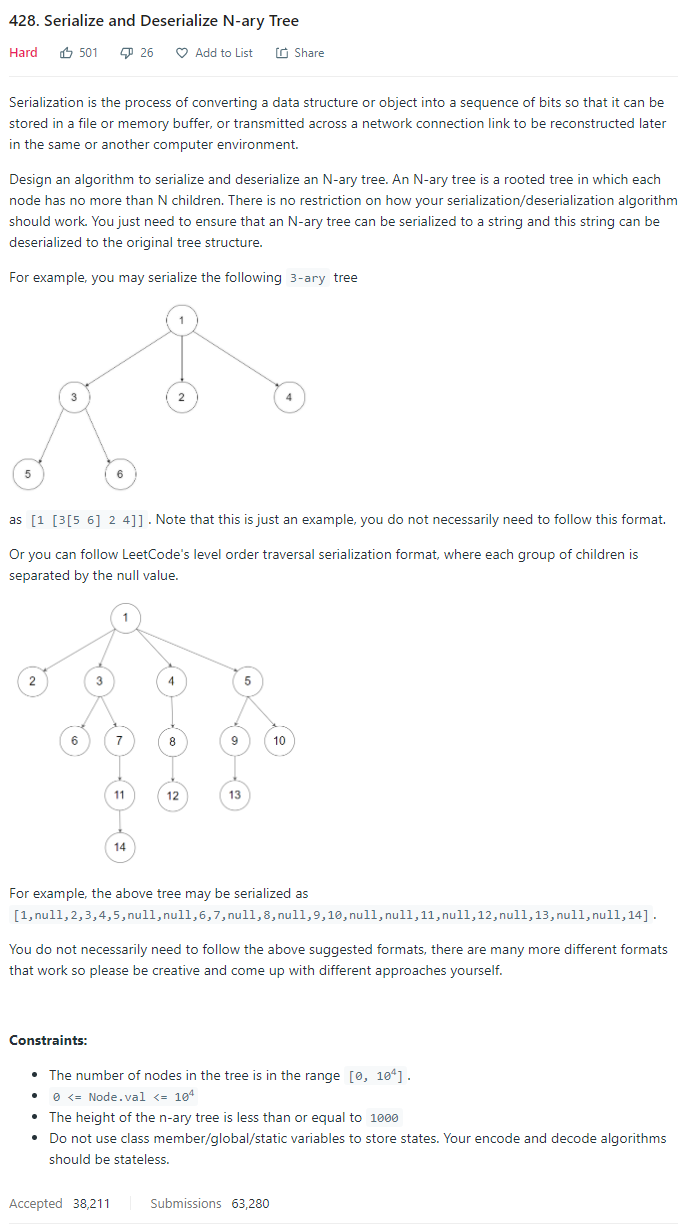 428. Serialize and Deserialize N-ary Tree
Hard 501 26 Add to List Share
Serialization is the process of converting a data structure or object into a sequence of bits so that it can be
stored in a file or memory buffer, or transmitted across a network connection link to be reconstructed later
in the same or another computer environment.
Design an algorithm to serialize and deserialize an N-ary tree. An N-ary tree is a rooted tree in which each
node has no more than N children. There is no restriction on how your serialization/deserialization algorithm
should work. You just need to ensure that an N-ary tree can be serialized to a string and this string can be
deserialized to the original tree structure.
For example, you may serialize the following 3-ary tree
1
3 2 4
5 6
as [1 [3[5 6] 2 4]]. Note that this is just an example, you do not necessarily need to follow this format.
Or you can follow LeetCode's level order traversal serialization format, where each group of children is
separated by the null value.
1
2 3 4 5
6 7 8 9 10
11 12 13
14
For example, the above tree may be serialized as
[1,null,2,3,4,5,null,null,6,7,null,8,null,9,10,null,null,11,null,12,null,13,null,null,14].
You do not necessarily need to follow the above suggested formats, there are many more different formats
that work so please be creative and come up with different approaches yourself.
Constraints:
• The number of nodes in the tree is in the range [0, 10⁴].
• 0 <= Node.val <= 10⁴
• The height of the n-ary tree is less than or equal to 1000
• Do not use class member/global/static variables to store states. Your encode and decode algorithms
should be stateless.
Accepted 38,211 Submissions 63,280